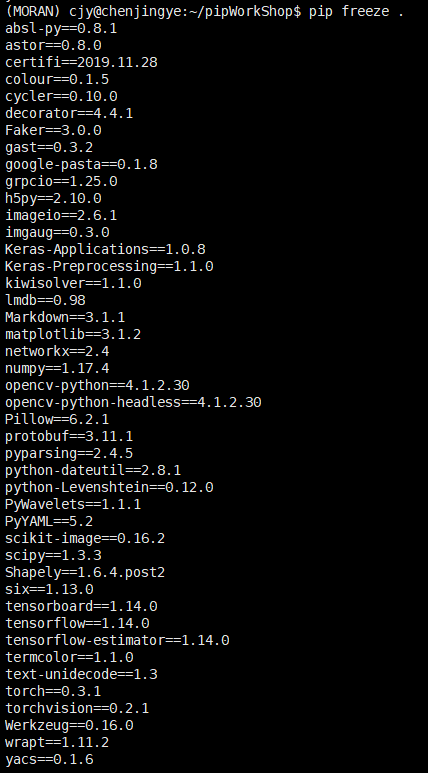 (MORAN) cjy@chenjingye:~/pipWorkShop$ pip freeze .
absl-py==0.8.1
astor==0.8.0
certifi==2019.11.28
colour==0.1.5
cycler==0.10.0
decorator==4.4.1
Faker==3.0.0
gast==0.3.2
google-pasta==0.1.8
grpcio==1.25.0
h5py==2.10.0
imageio==2.6.1
imgaug==0.3.0
Keras-Applications==1.0.8
Keras-Preprocessing==1.1.0
kiwisolver==1.1.0
lmdb==0.98
Markdown==3.1.1
matplotlib==3.1.2
networkx==2.4
numpy==1.17.4
opencv-python==4.1.2.30
opencv-python-headless==4.1.2.30
Pillow==6.2.1
protobuf==3.11.1
pyparsing==2.4.5
python-dateutil==2.8.1
python-Levenshtein==0.12.0
PyWavelets==1.1.1
PyYAML==5.2
scikit-image==0.16.2
scipy==1.3.3
Shapely==1.6.4.post2
six==1.13.0
tensorboard==1.14.0
tensorflow==1.14.0
tensorflow-estimator==1.14.0
termcolor==1.1.0
text-unidecode==1.3
torch==0.3.1
torchvision==0.2.1
Werkzeug==0.16.0
wrapt==1.11.2
yacs==0.1.6